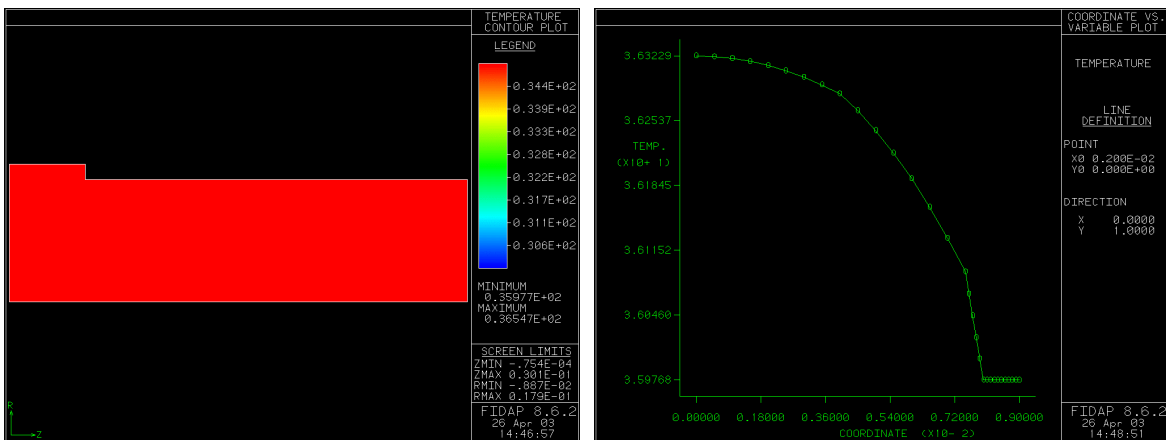 TEMPERATURE
CONTOUR PLOT
LEGEND
0.344E+02
0.339E+02
0.333E+02
0.328E+02
0.322E+02
0.317E+02
0.311E+02
0.306E+02
MINIMUM
0.35977E+02
MAXIMUM
0.36547E+02
SCREEN LIMITS
ZMIN -.754E-04
ZMAX 0.301E-01
RMIN -.887E-02
RMAX 0.179E-01
FIDAP 8.6.2
26 Apr 03
14:46:57
R
Z
COORDINATE VS.
VARIABLE PLOT
TEMPERATURE
LINE
DEFINITION
POINT
X0 0.200E-02
Y0 0.000E+00
DIRECTION
X 0.0000
Y 1.0000
FIDAP 8.6.2
26 Apr 03
14:48:51
3.63229
3.62537
TEMP.
(X10+ 1)
3.61845
3.61152
3.60460
3.59768
0.00000 0.18000 0.36000 0.54000 0.72000 0.90000
COORDINATE (X10- 2)